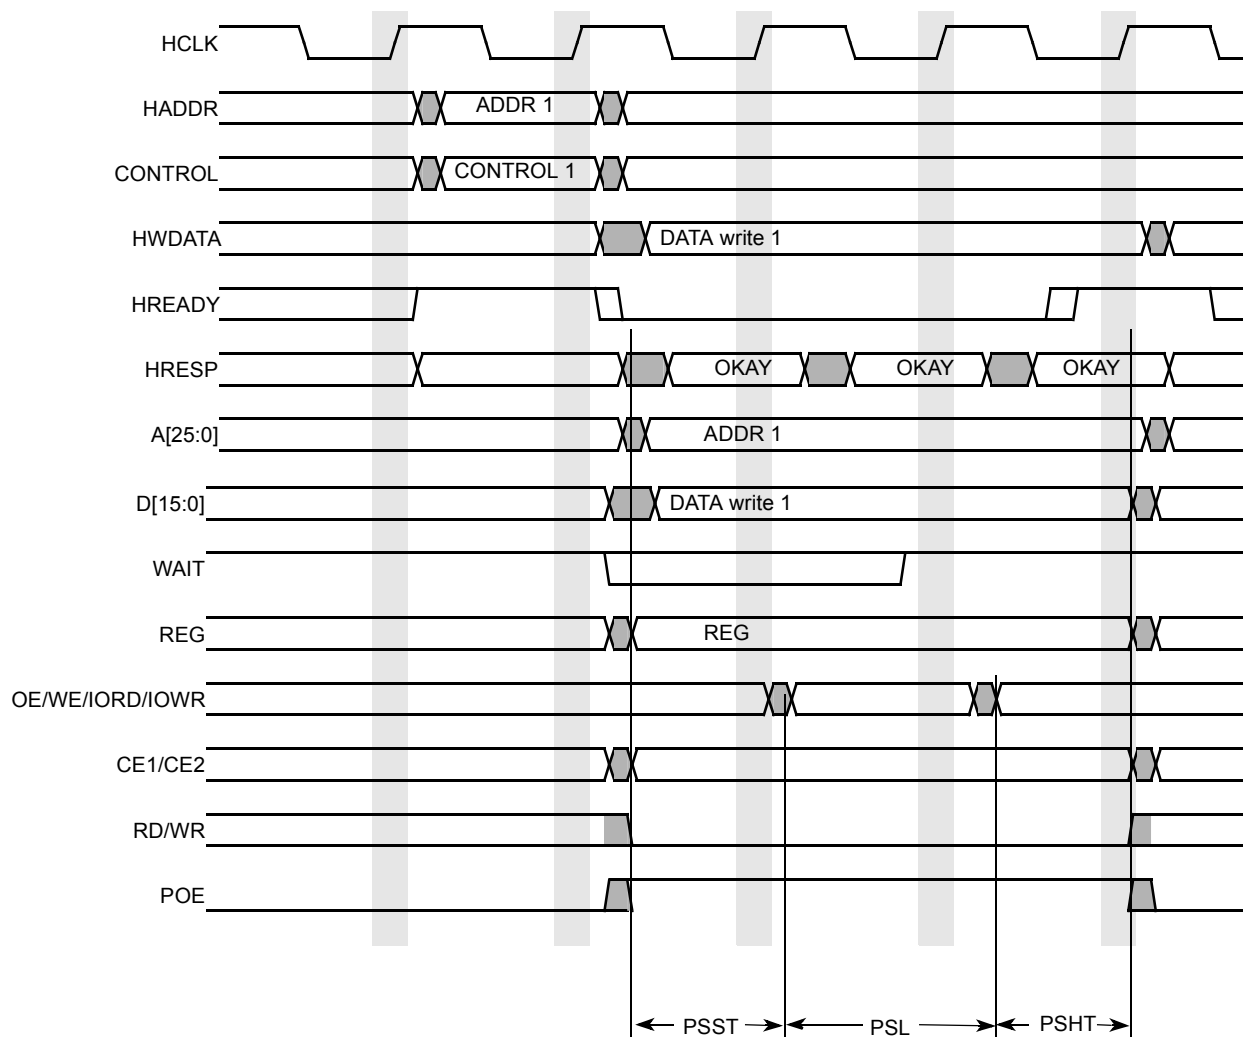 HCLK
HADDR ADDR 1
CONTROL CONTROL 1
HWDATA DATA write 1
HREADY
HRESP OKAY OKAY OKAY
A[25:0] ADDR 1
D[15:0] DATA write 1
WAIT
REG REG
OE/WE/IORD/IOWR
CE1/CE2
RD/WR
POE
PSST PSL PSHT